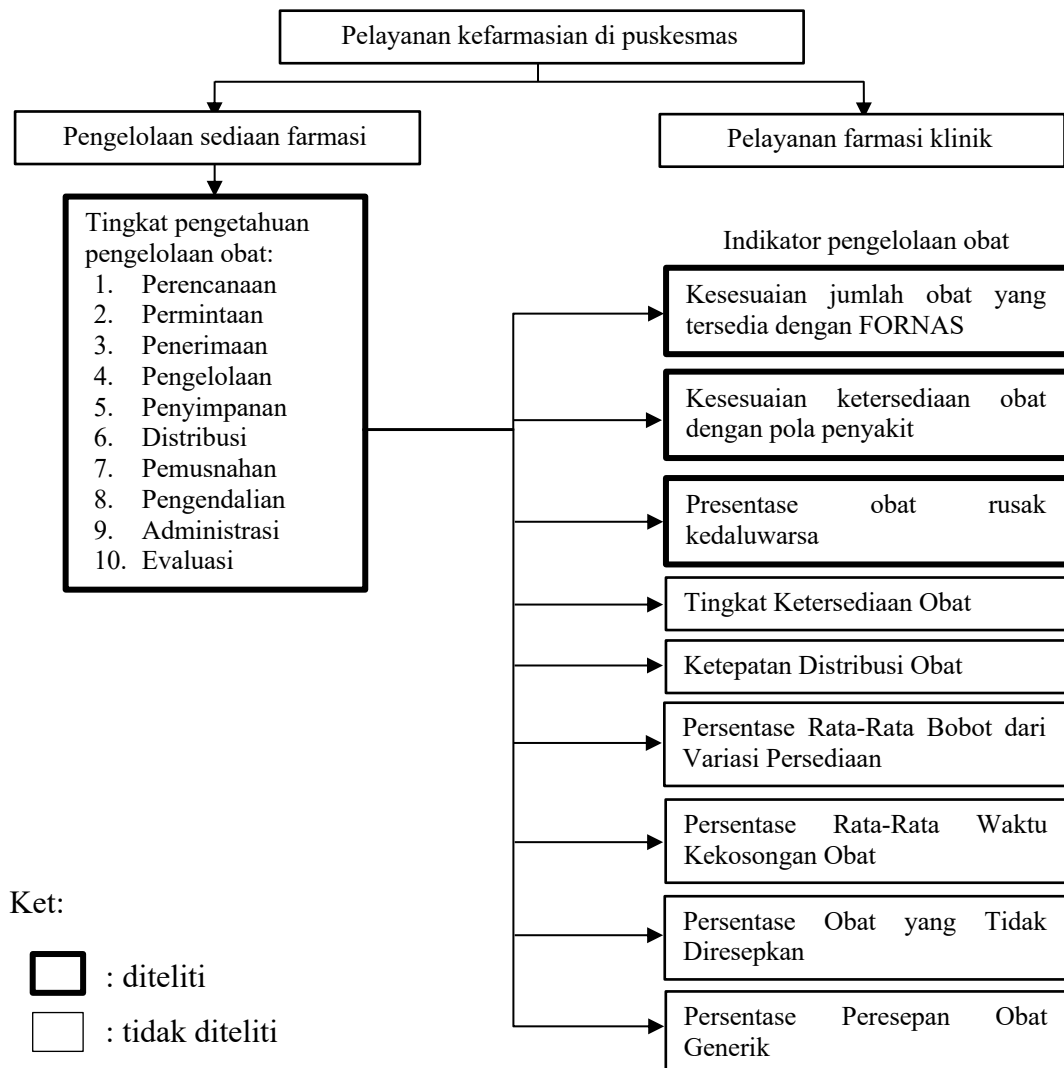 Pelayanan kefarmasian di puskesmas
Pengelolaan sediaan farmasi
Pelayanan farmasi klinik
Tingkat pengetahuan
pengelolaan obat:
1. Perencanaan
2. Permintaan
3. Penerimaan
4. Pengelolaan
5. Penyimpanan
6. Distribusi
7. Pemusnahan
8. Pengendalian
9. Administrasi
10. Evaluasi
Indikator pengelolaan obat
Kesesuaian jumlah obat yang
tersedia dengan FORNAS
Kesesuaian ketersediaan obat
dengan pola penyakit
Presentase obat rusak
kedaluwarsa
Tingkat Ketersediaan Obat
Ketepatan Distribusi Obat
Persentase Rata-Rata Bobot dari
Variasi Persediaan
Persentase Rata-Rata Waktu
Kekosongan Obat
Persentase Obat yang Tidak
Diresepkan
Persentase Peresepan Obat
Generik
Ket:
: diteliti
: tidak diteliti